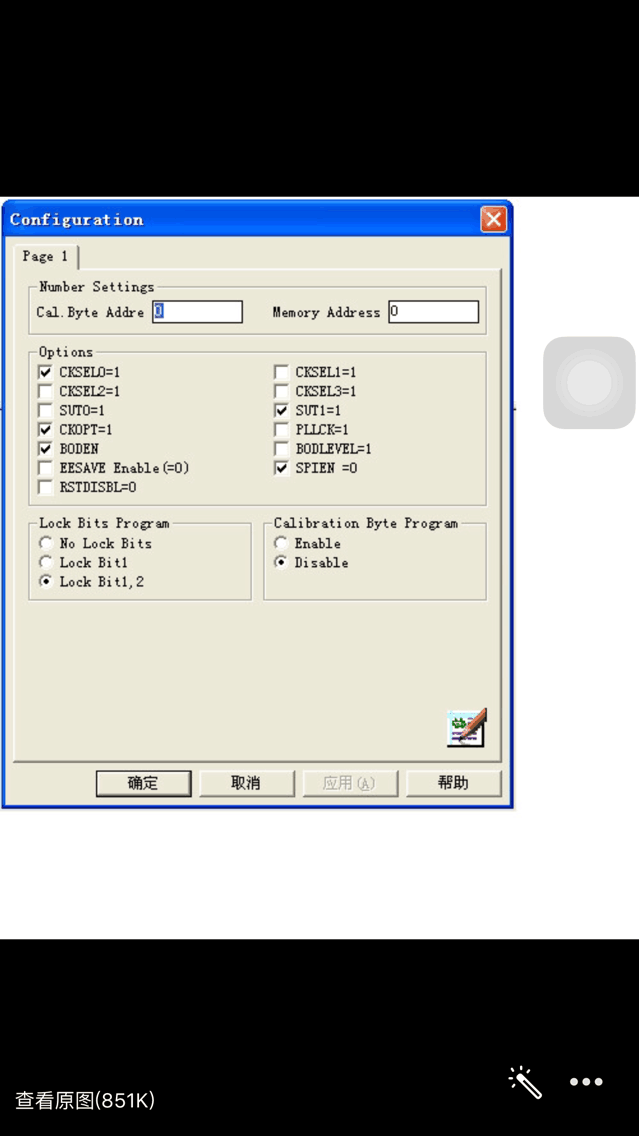 Configuration
Page 1
Number Settings
Cal.Byte Addre 0 Memory Address 0
Options
CKSEL0=1 CKSEL1=1
CKSEL2=1 CKSEL3=1
SUT0=1 SUT1=1
CKOPT=1 PLLCK=1
BODEN BODLEVEL=1
EESAVE Enable(=0) SPIEN =0
RSTDISBL=0
Lock Bits Program Calibration Byte Program
No Lock Bits Enable
Lock Bit1 Disable
Lock Bit1,2
确定 取消 应用(A) 帮助
查看原图(851K)